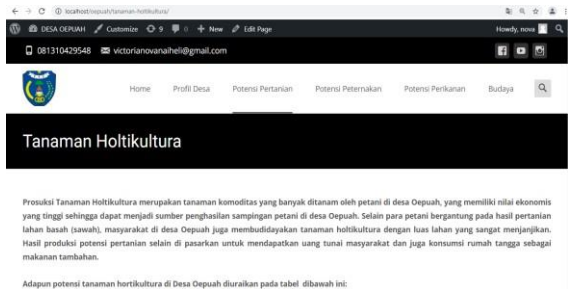 localhost/oepuah/tanaman-holtikultura/
DESA OEPUAH Customize 9 0 New Edit Page Howdy, nova
081310429548 victorianovanaiheli@gmail.com
Home Profil Desa Potensi Pertanian Potensi Peternakan Potensi Perikanan Budaya
Tanaman Holtikultura
Prosuksi Tanaman Holtikultura merupakan tanaman komoditas yang banyak ditanam oleh petani di desa Oepuah, yang memiliki nilai ekonomis
yang tinggi sehingga dapat menjadi sumber penghasilan sampingan petani di desa Oepuah. Selain para petani bergantung pada hasil pertanian
lahan basah (sawah), masyarakat di desa Oepuah juga membudidayakan tanaman holtikultura dengan luas lahan yang sangat menjanjikan.
Hasil produksi potensi pertanian selain di pasarkan untuk mendapatkan uang tunai masyarakat dan juga konsumsi rumah tangga sebagai
makanan tambahan.
Adapun potensi tanaman hortikultura di Desa Oepuah diuraikan pada tabel dibawah ini: